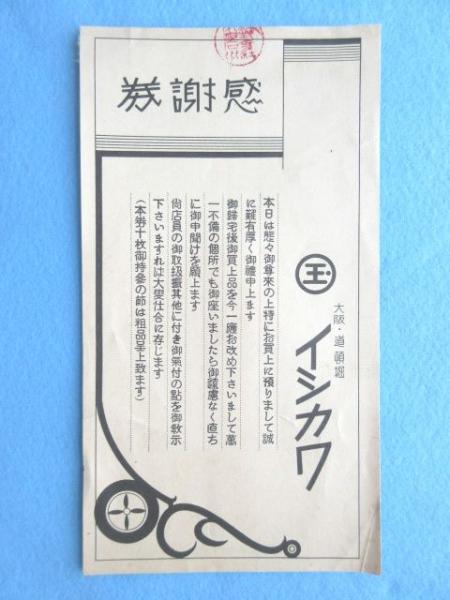 感謝券
玉
大阪・道頓堀
イシカワ
本日は態々御尊来の上特にお買上に預りまして誠
に難有厚く御禮申上ます
御歸宅後御買上品を今一應お改め下さいまして萬
一不備の個所でも御座いましたら御遠慮なく直ち
に御申聞けを願上ます
尚店員の御取扱振其他に付き御氣付の點を御教示
下さいますれは大變仕合に存じます
(本券十枚御持參の節は粗品呈上致ます)